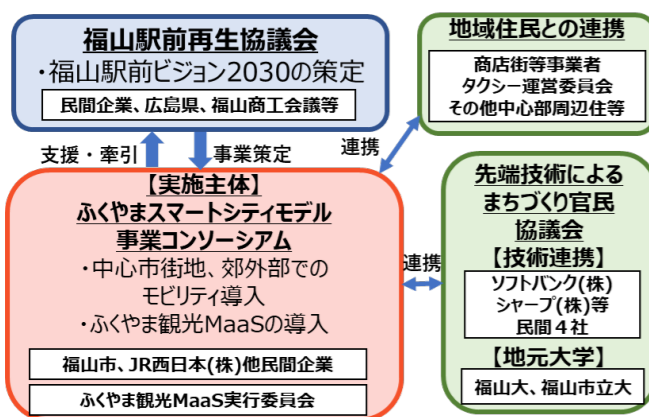 福山駅前再生協議会
・福山駅前ビジョン2030の策定
民間企業、広島県、福山商工会議等
支援・牽引
事業策定
連携
地域住民との連携
商店街等事業者
タクシー運営委員会
その他中心部周辺住等
【実施主体】
ふくやまスマートシティモデル
事業コンソーシアム
・中心市街地、郊外部での
モビリティ導入
・ふくやま観光MaaSの導入
福山市、JR西日本(株)他民間企業
ふくやま観光MaaS実行委員会
連携
先端技術による
まちづくり官民
協議会
【技術連携】
ソフトバンク(株)
シャープ(株)等
民間４社
【地元大学】
福山大、福山市立大